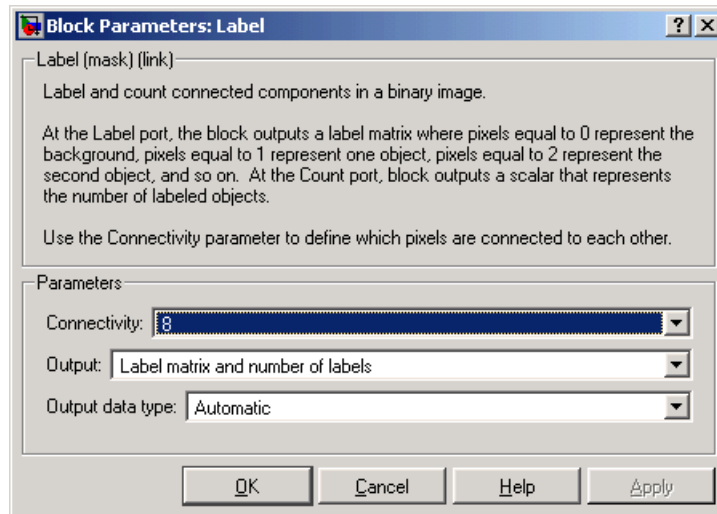 Block Parameters: Label
Label (mask) (link)
Label and count connected components in a binary image.
At the Label port, the block outputs a label matrix where pixels equal to 0 represent the
background, pixels equal to 1 represent one object, pixels equal to 2 represent the
second object, and so on.  At the Count port, block outputs a scalar that represents
the number of labeled objects.
Use the Connectivity parameter to define which pixels are connected to each other.
Parameters
Connectivity: 8
Output: Label matrix and number of labels
Output data type: Automatic
OK Cancel Help Apply